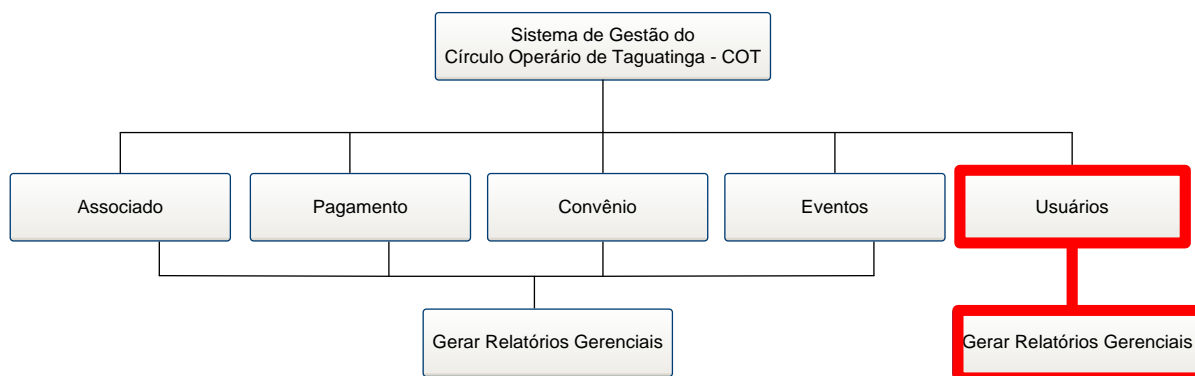 Sistema de Gestão do
Círculo Operário de Taguatinga - COT
Associado
Pagamento
Convênio
Eventos
Usuários
Gerar Relatórios Gerenciais
Gerar Relatórios Gerenciais